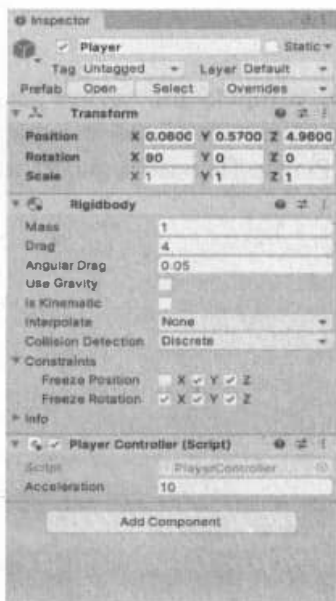 Inspector
Player Static
Tag Untagged Layer Default
Prefab Open Select Overrides
Transform
Position X 0.0600 Y 0.5700 Z 4.9800
Rotation X 90 Y 0 Z 0
Scale X 1 Y 1 Z 1
Rigidbody
Mass 1
Drag 4
Angular Drag 0.05
Use Gravity
Is Kinematic
Interpolate None
Collision Detection Discrete
Constraints
Freeze Position X Y Z
Freeze Rotation X Y Z
Info
Player Controller (Script)
Script PlayerController
Acceleration 10
Add Component